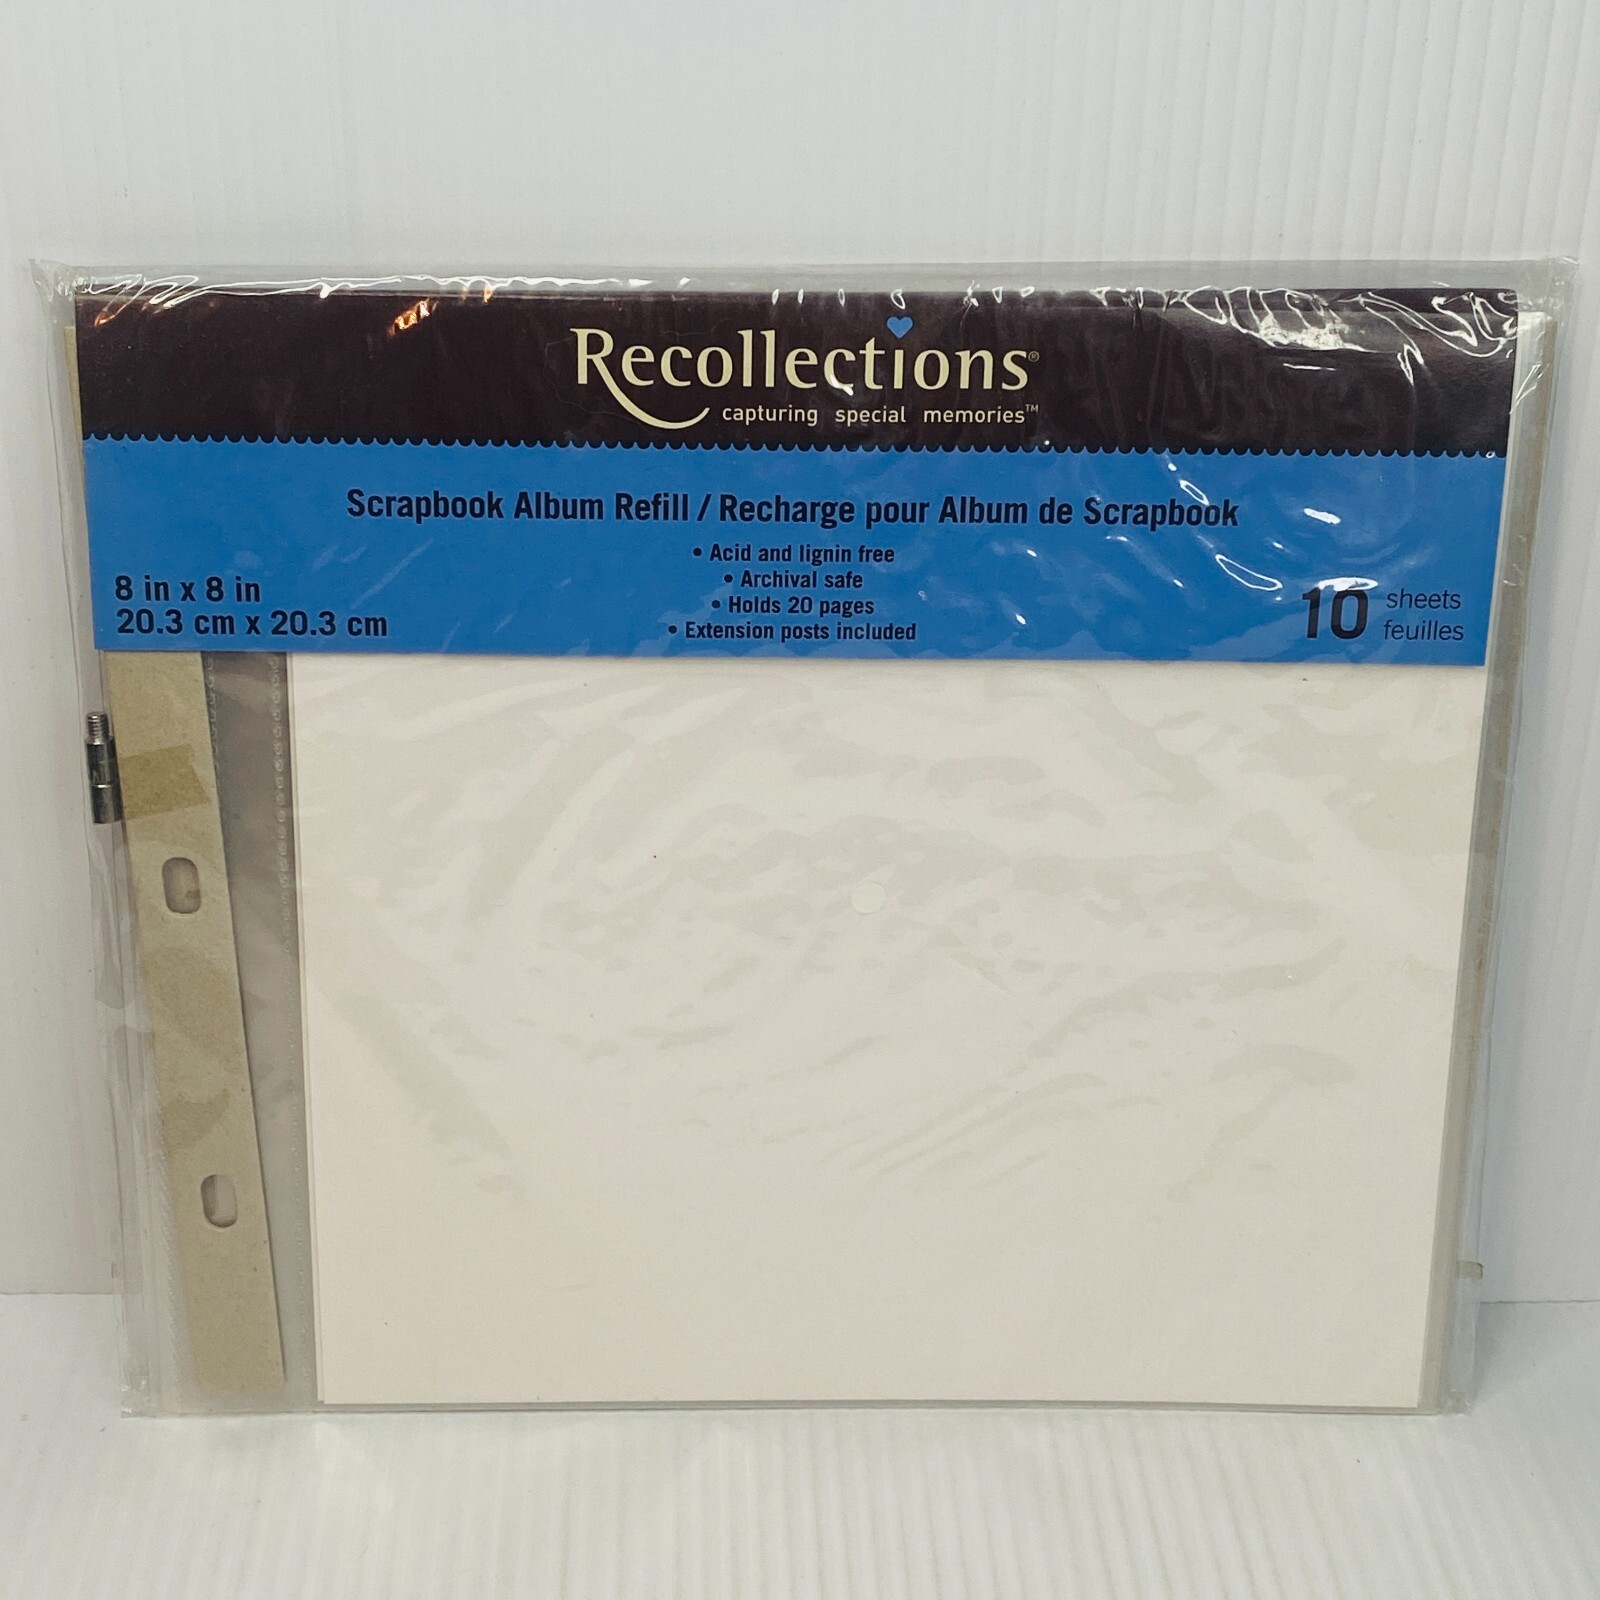 Recollections®
capturing special memories™
Scrapbook Album Refill / Recharge pour Album de Scrapbook
• Acid and lignin free
• Archival safe
• Holds 20 pages
• Extension posts included
8 in x 8 in
20.3 cm x 20.3 cm
10 sheets
feuilles